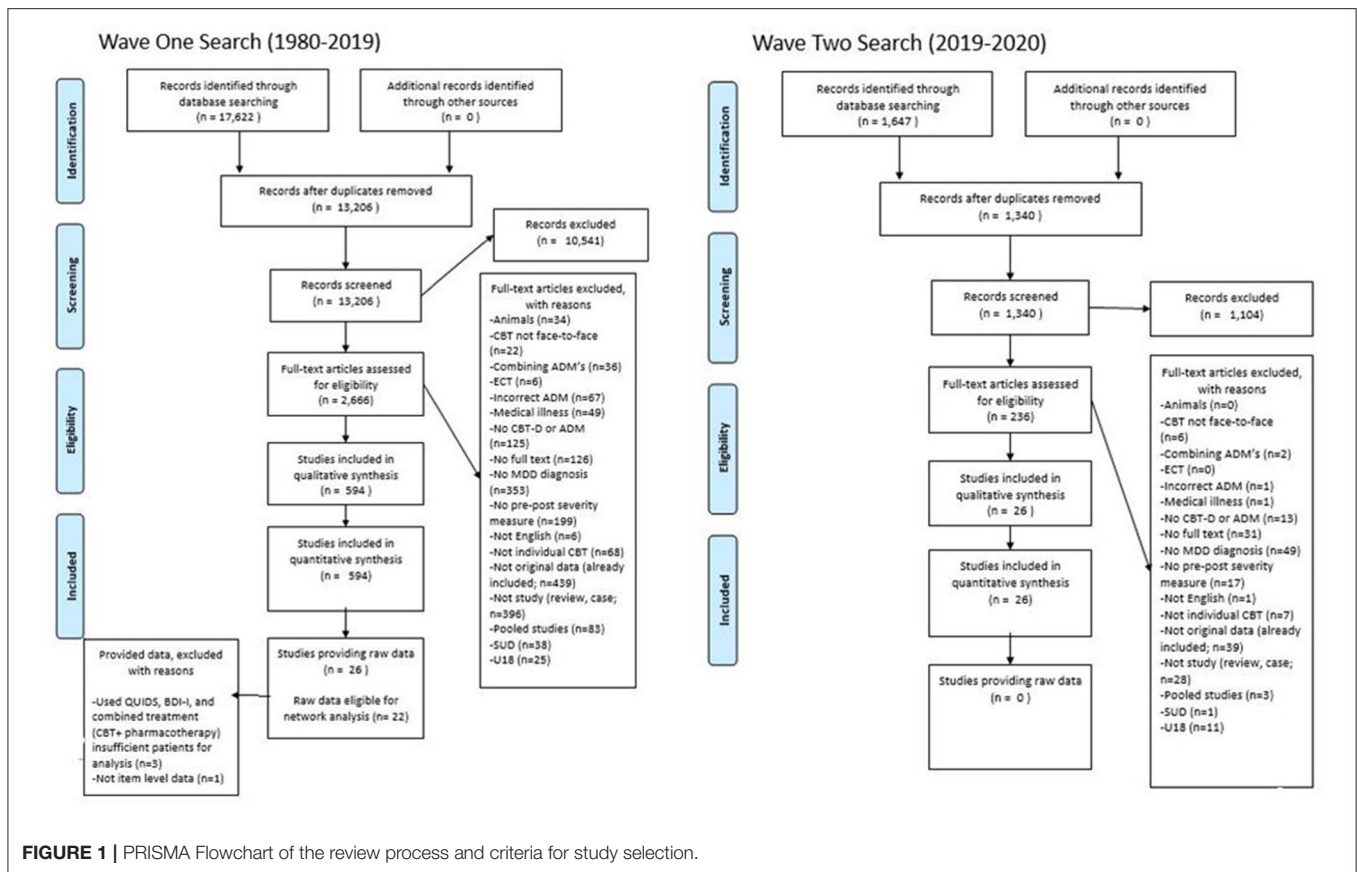 Wave One Search (1980-2019)
Identification
Screening
Eligibility
Included
Records identified through
database searching
(n = 17,622 )
Additional records identified
through other sources
(n = 0 )
Records after duplicates removed
(n = 13,206 )
Records screened
(n = 13,206 )
Records excluded
(n = 10,541)
Full-text articles assessed
for eligibility
(n = 2,666)
Full-text articles excluded,
with reasons
-Animals (n=34)
-CBT not face-to-face
(n=22)
-Combining ADM's (n=36)
-ECT (n=6)
-Incorrect ADM (n=67)
-Medical illness (n=49)
-No CBT-D or ADM
(n=125)
-No full text (n=126)
-No MDD diagnosis
(n=353)
-No pre-post severity
measure (n=199)
-Not English (n=6)
-Not individual CBT (n=68)
-Not original data (already
included; n=439)
-Not study (review, case;
n=396)
-Pooled studies (n=83)
-SUD (n=38)
-U18 (n=25)
Studies included in
qualitative synthesis
(n = 594 )
Studies included in
quantitative synthesis
(n = 594)
Studies providing raw data
(n = 26 )
Raw data eligible for
network analysis (n= 22)
Provided data, excluded
with reasons
-Used QUIDS, BDI-I, and
combined treatment
(CBT+ pharmacotherapy)
insufficient patients for
analysis (n=3)
-Not item level data (n=1)
Wave Two Search (2019-2020)
Identification
Screening
Eligibility
Included
Records identified through
database searching
(n = 1,647 )
Additional records identified
through other sources
(n = 0 )
Records after duplicates removed
(n = 1,340 )
Records screened
(n = 1,340 )
Records excluded
(n = 1,104)
Full-text articles assessed
for eligibility
(n = 236)
Full-text articles excluded,
with reasons
-Animals (n=0)
-CBT not face-to-face
(n=6)
-Combining ADM's (n=2)
-ECT (n=0)
-Incorrect ADM (n=1)
-Medical illness (n=1)
-No CBT-D or ADM (n=13)
-No full text (n=31)
-No MDD diagnosis (n=49)
-No pre-post severity
measure (n=17)
-Not English (n=1)
-Not individual CBT (n=7)
-Not original data (already
included; n=39)
-Not study (review, case;
n=28)
-Pooled studies (n=3)
-SUD (n=1)
-U18 (n=11)
Studies included in
qualitative synthesis
(n = 26 )
Studies included in
quantitative synthesis
(n = 26)
Studies providing raw data
(n = 0 )
FIGURE 1 | PRISMA Flowchart of the review process and criteria for study selection.